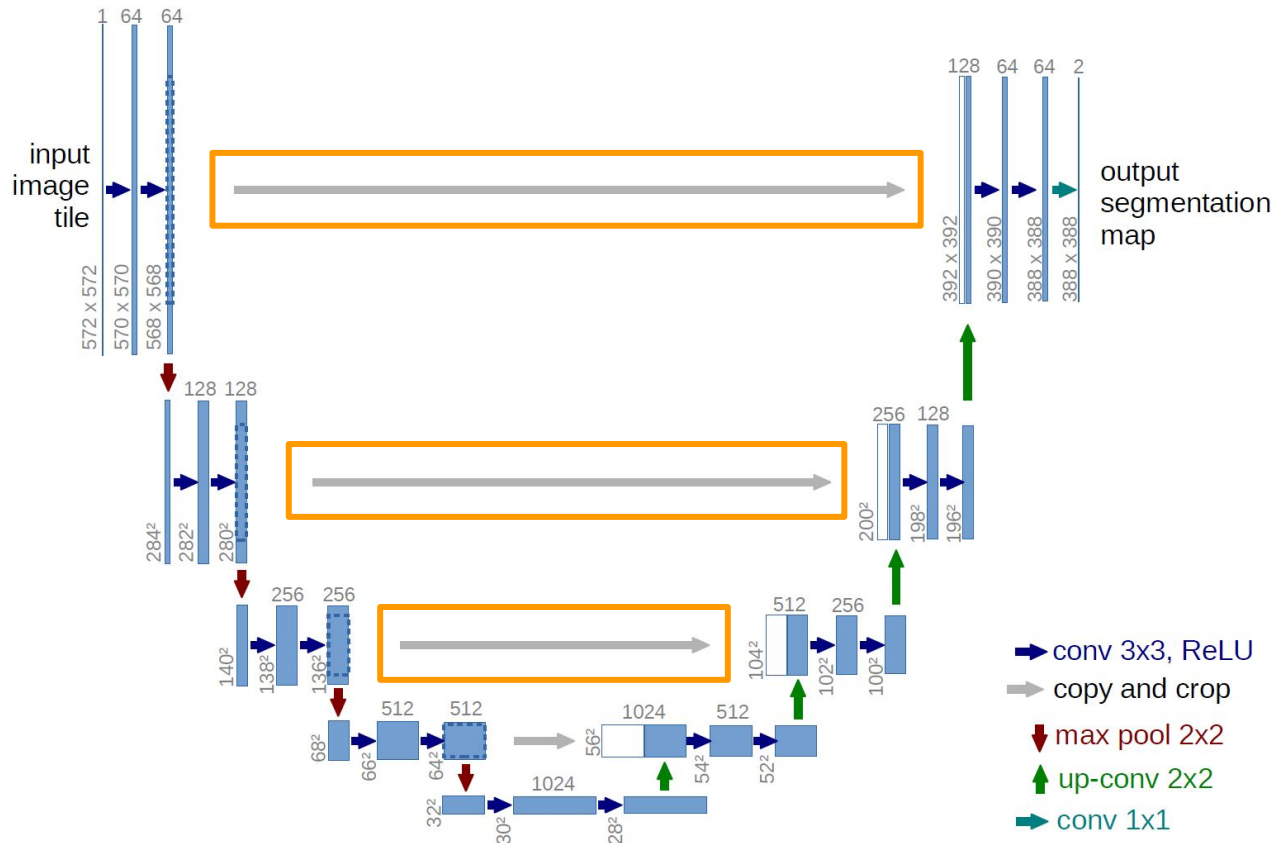 1 64 64
input
image
tile
572 x 572
570 x 570
568 x 568
128 64 64 2
output
segmentation
map
392 x 392
390 x 390
388 x 388
388 x 388
128 128
284²
282²
280²
256 128
200²
198²
196²
256 256
140²
138²
136²
512 256
104²
102²
100²
512 512
68²
66²
64²
1024 512
56²
54²
52²
1024
32²
30²
28²
conv 3x3, ReLU
copy and crop
max pool 2x2
up-conv 2x2
conv 1x1